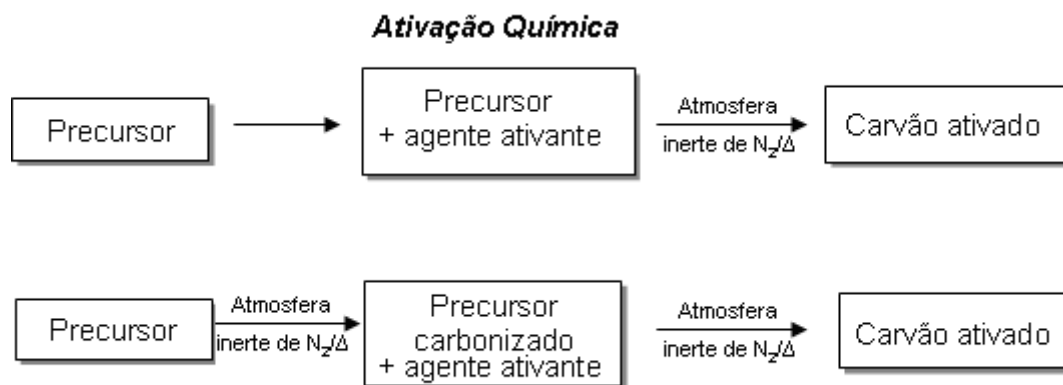 Ativação Química
Precursor
Precursor
+ agente ativante
Atmosfera
inerte de N₂/Δ
Carvão ativado
Precursor
Atmosfera
inerte de N₂/Δ
Precursor
carbonizado
+ agente ativante
Atmosfera
inerte de N₂/Δ
Carvão ativado